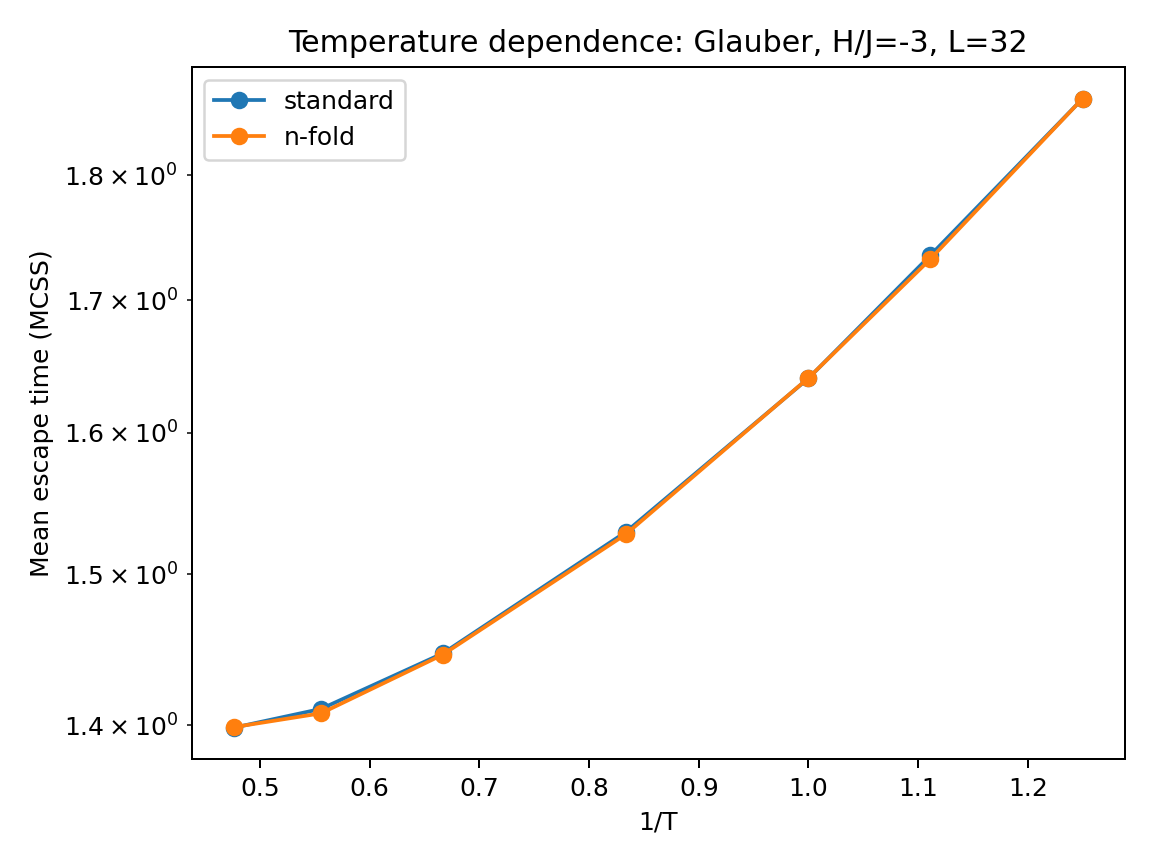 Temperature dependence: Glauber, H/J=-3, L=32
standard
n-fold
Mean escape time (MCSS)
1.8 × 10⁰
1.7 × 10⁰
1.6 × 10⁰
1.5 × 10⁰
1.4 × 10⁰
0.5 0.6 0.7 0.8 0.9 1.0 1.1 1.2
1/T